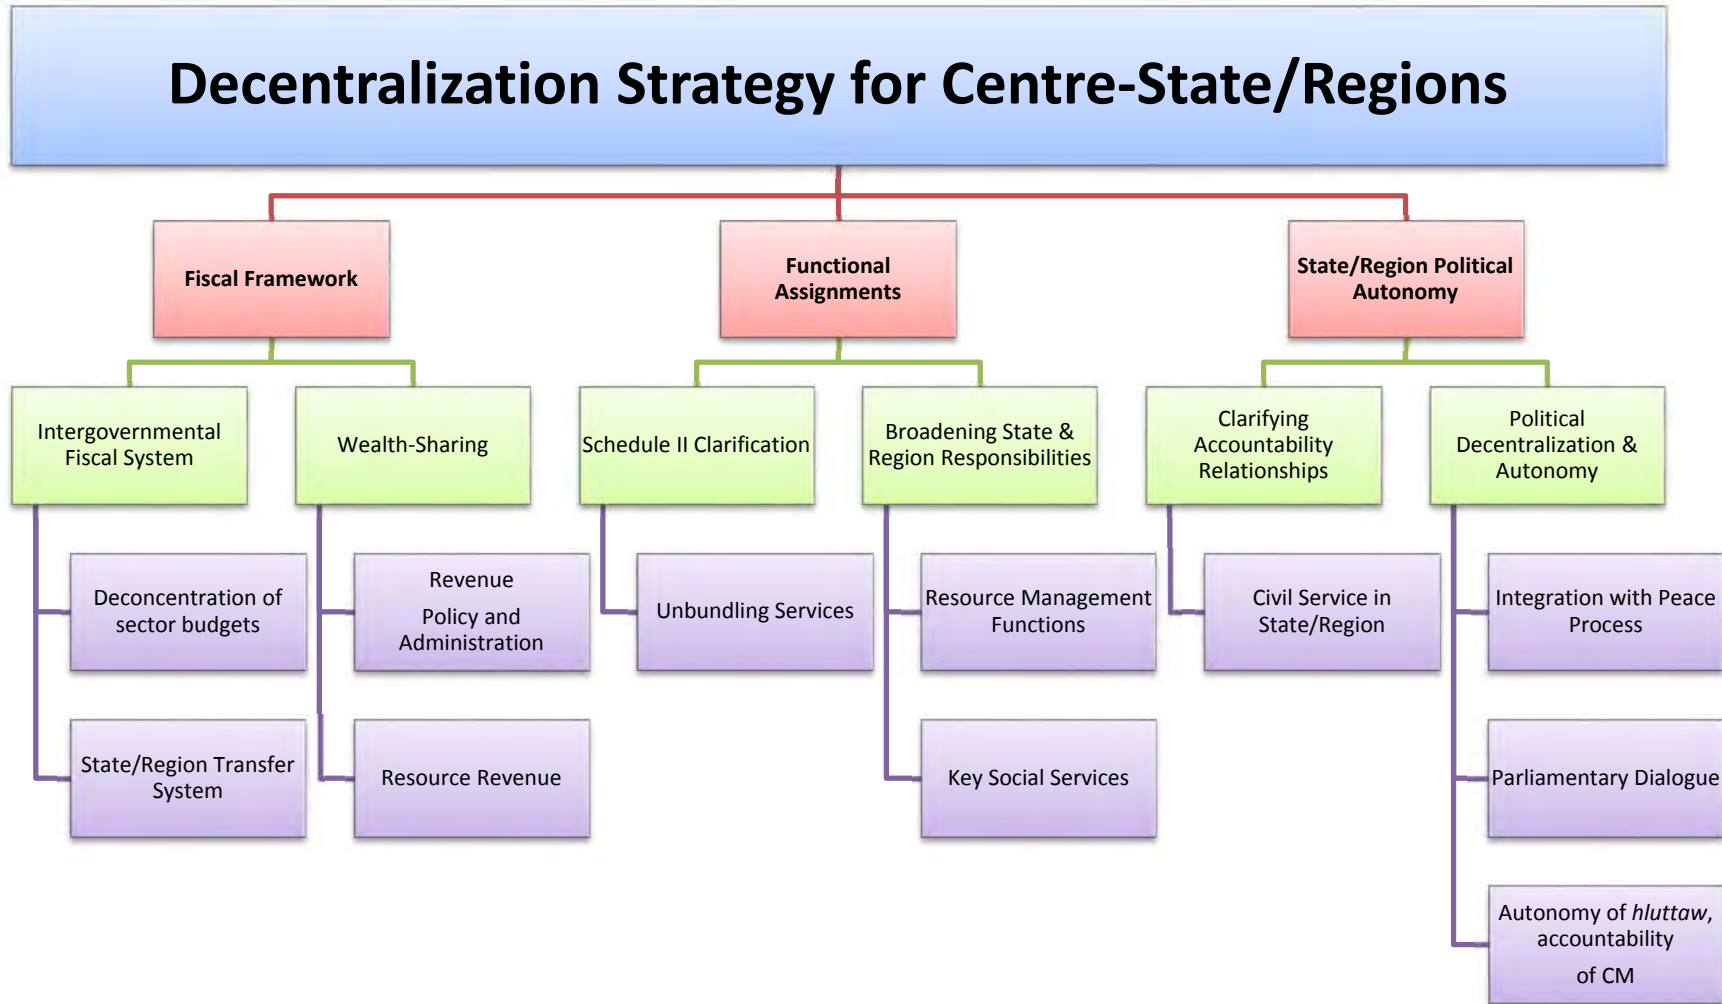 Decentralization Strategy for Centre-State/Regions
Fiscal Framework
Functional
Assignments
State/Region Political
Autonomy
Intergovernmental
Fiscal System
Wealth-Sharing
Schedule II Clarification
Broadening State &
Region Responsibilities
Clarifying
Accountability
Relationships
Political
Decentralization &
Autonomy
Deconcentration of
sector budgets
Revenue
Policy and
Administration
Unbundling Services
Resource Management
Functions
Civil Service in
State/Region
Integration with Peace
Process
State/Region Transfer
System
Resource Revenue
Key Social Services
Parliamentary Dialogue
Autonomy of hluttaw,
accountability
of CM